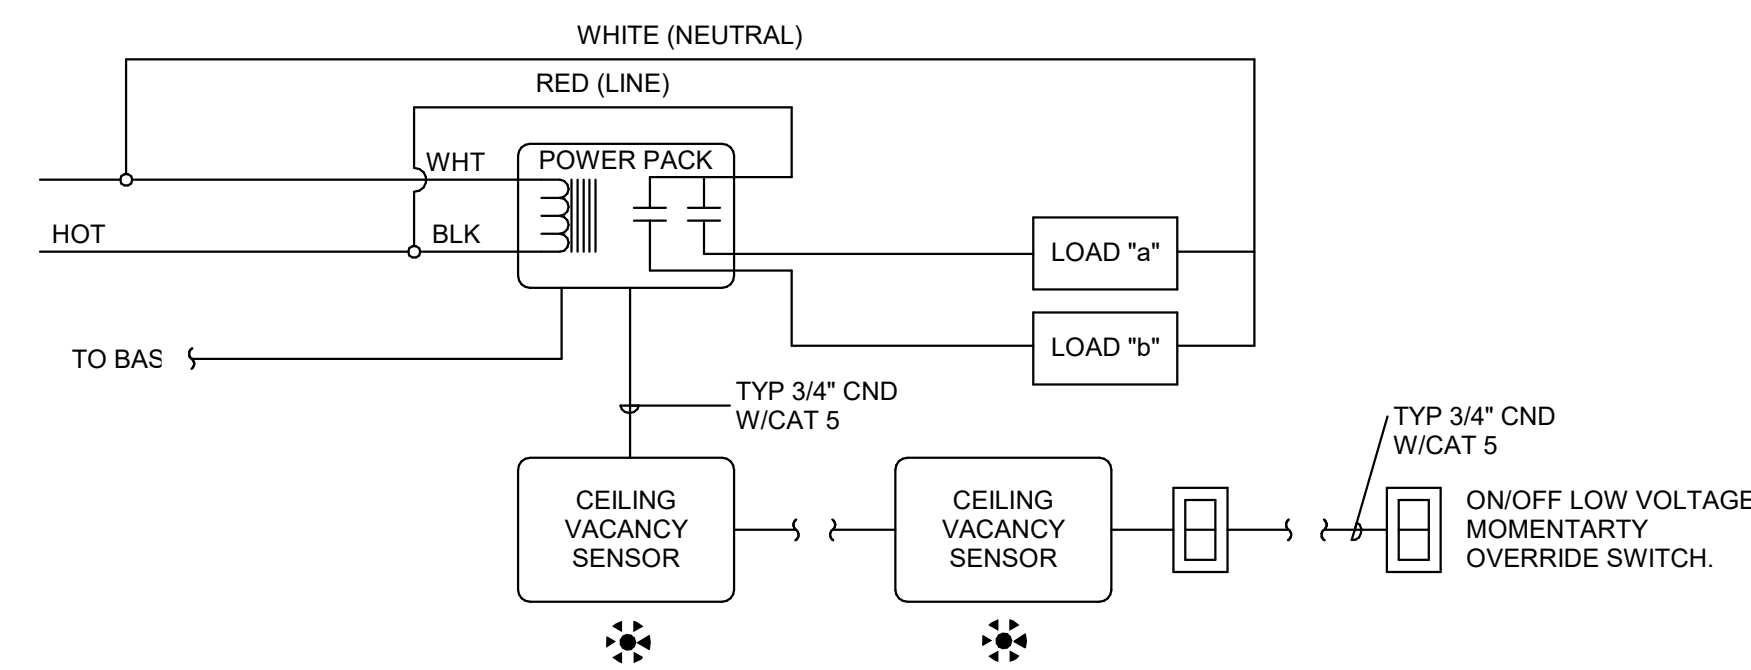 WHITE (NEUTRAL)
RED (LINE)
WHT
POWER PACK
HOT
BLK
LOAD "a"
LOAD "b"
TO BAS
TYP 3/4" CND
W/CAT 5
TYP 3/4" CND
W/CAT 5
CEILING
VACANCY
SENSOR
CEILING
VACANCY
SENSOR
ON/OFF LOW VOLTAGE
MOMENTARTY
OVERRIDE SWITCH.